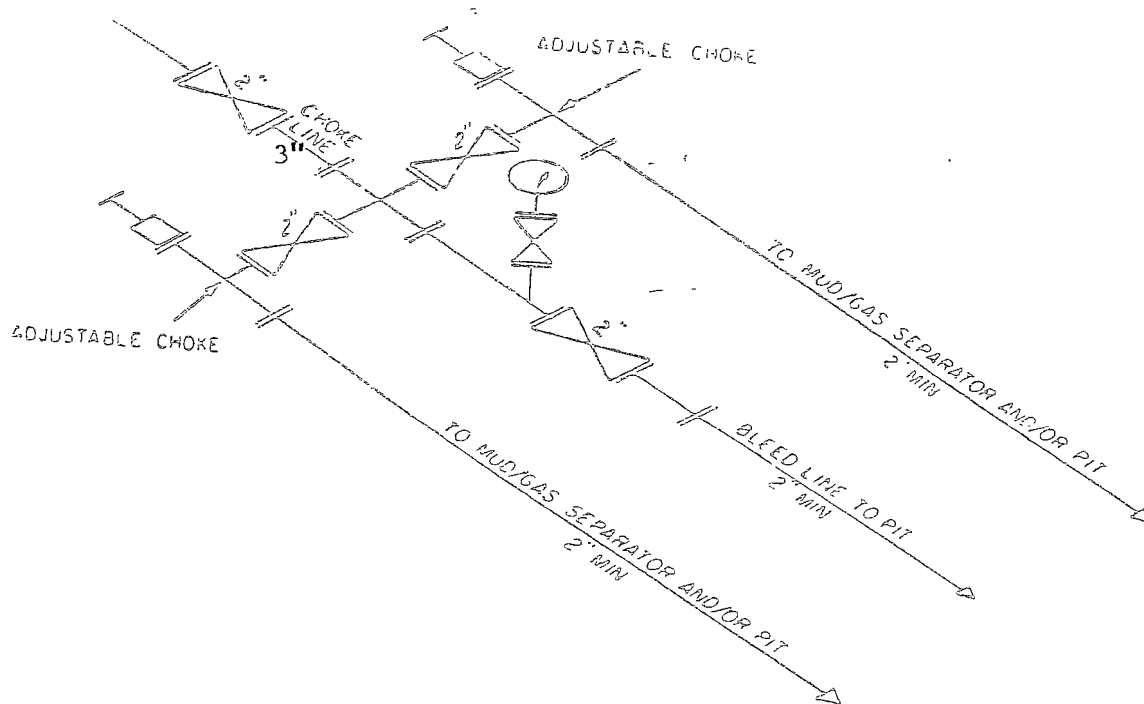 ADJUSTABLE CHOKE
2"
CHOKE
LINE
3"
2"
2"
ADJUSTABLE CHOKE
2"
TO MUD/GAS SEPARATOR AND/OR PIT
2" MIN
BLEED LINE TO PIT
2" MIN
TO MUD/GAS SEPARATOR AND/OR PIT
2" MIN